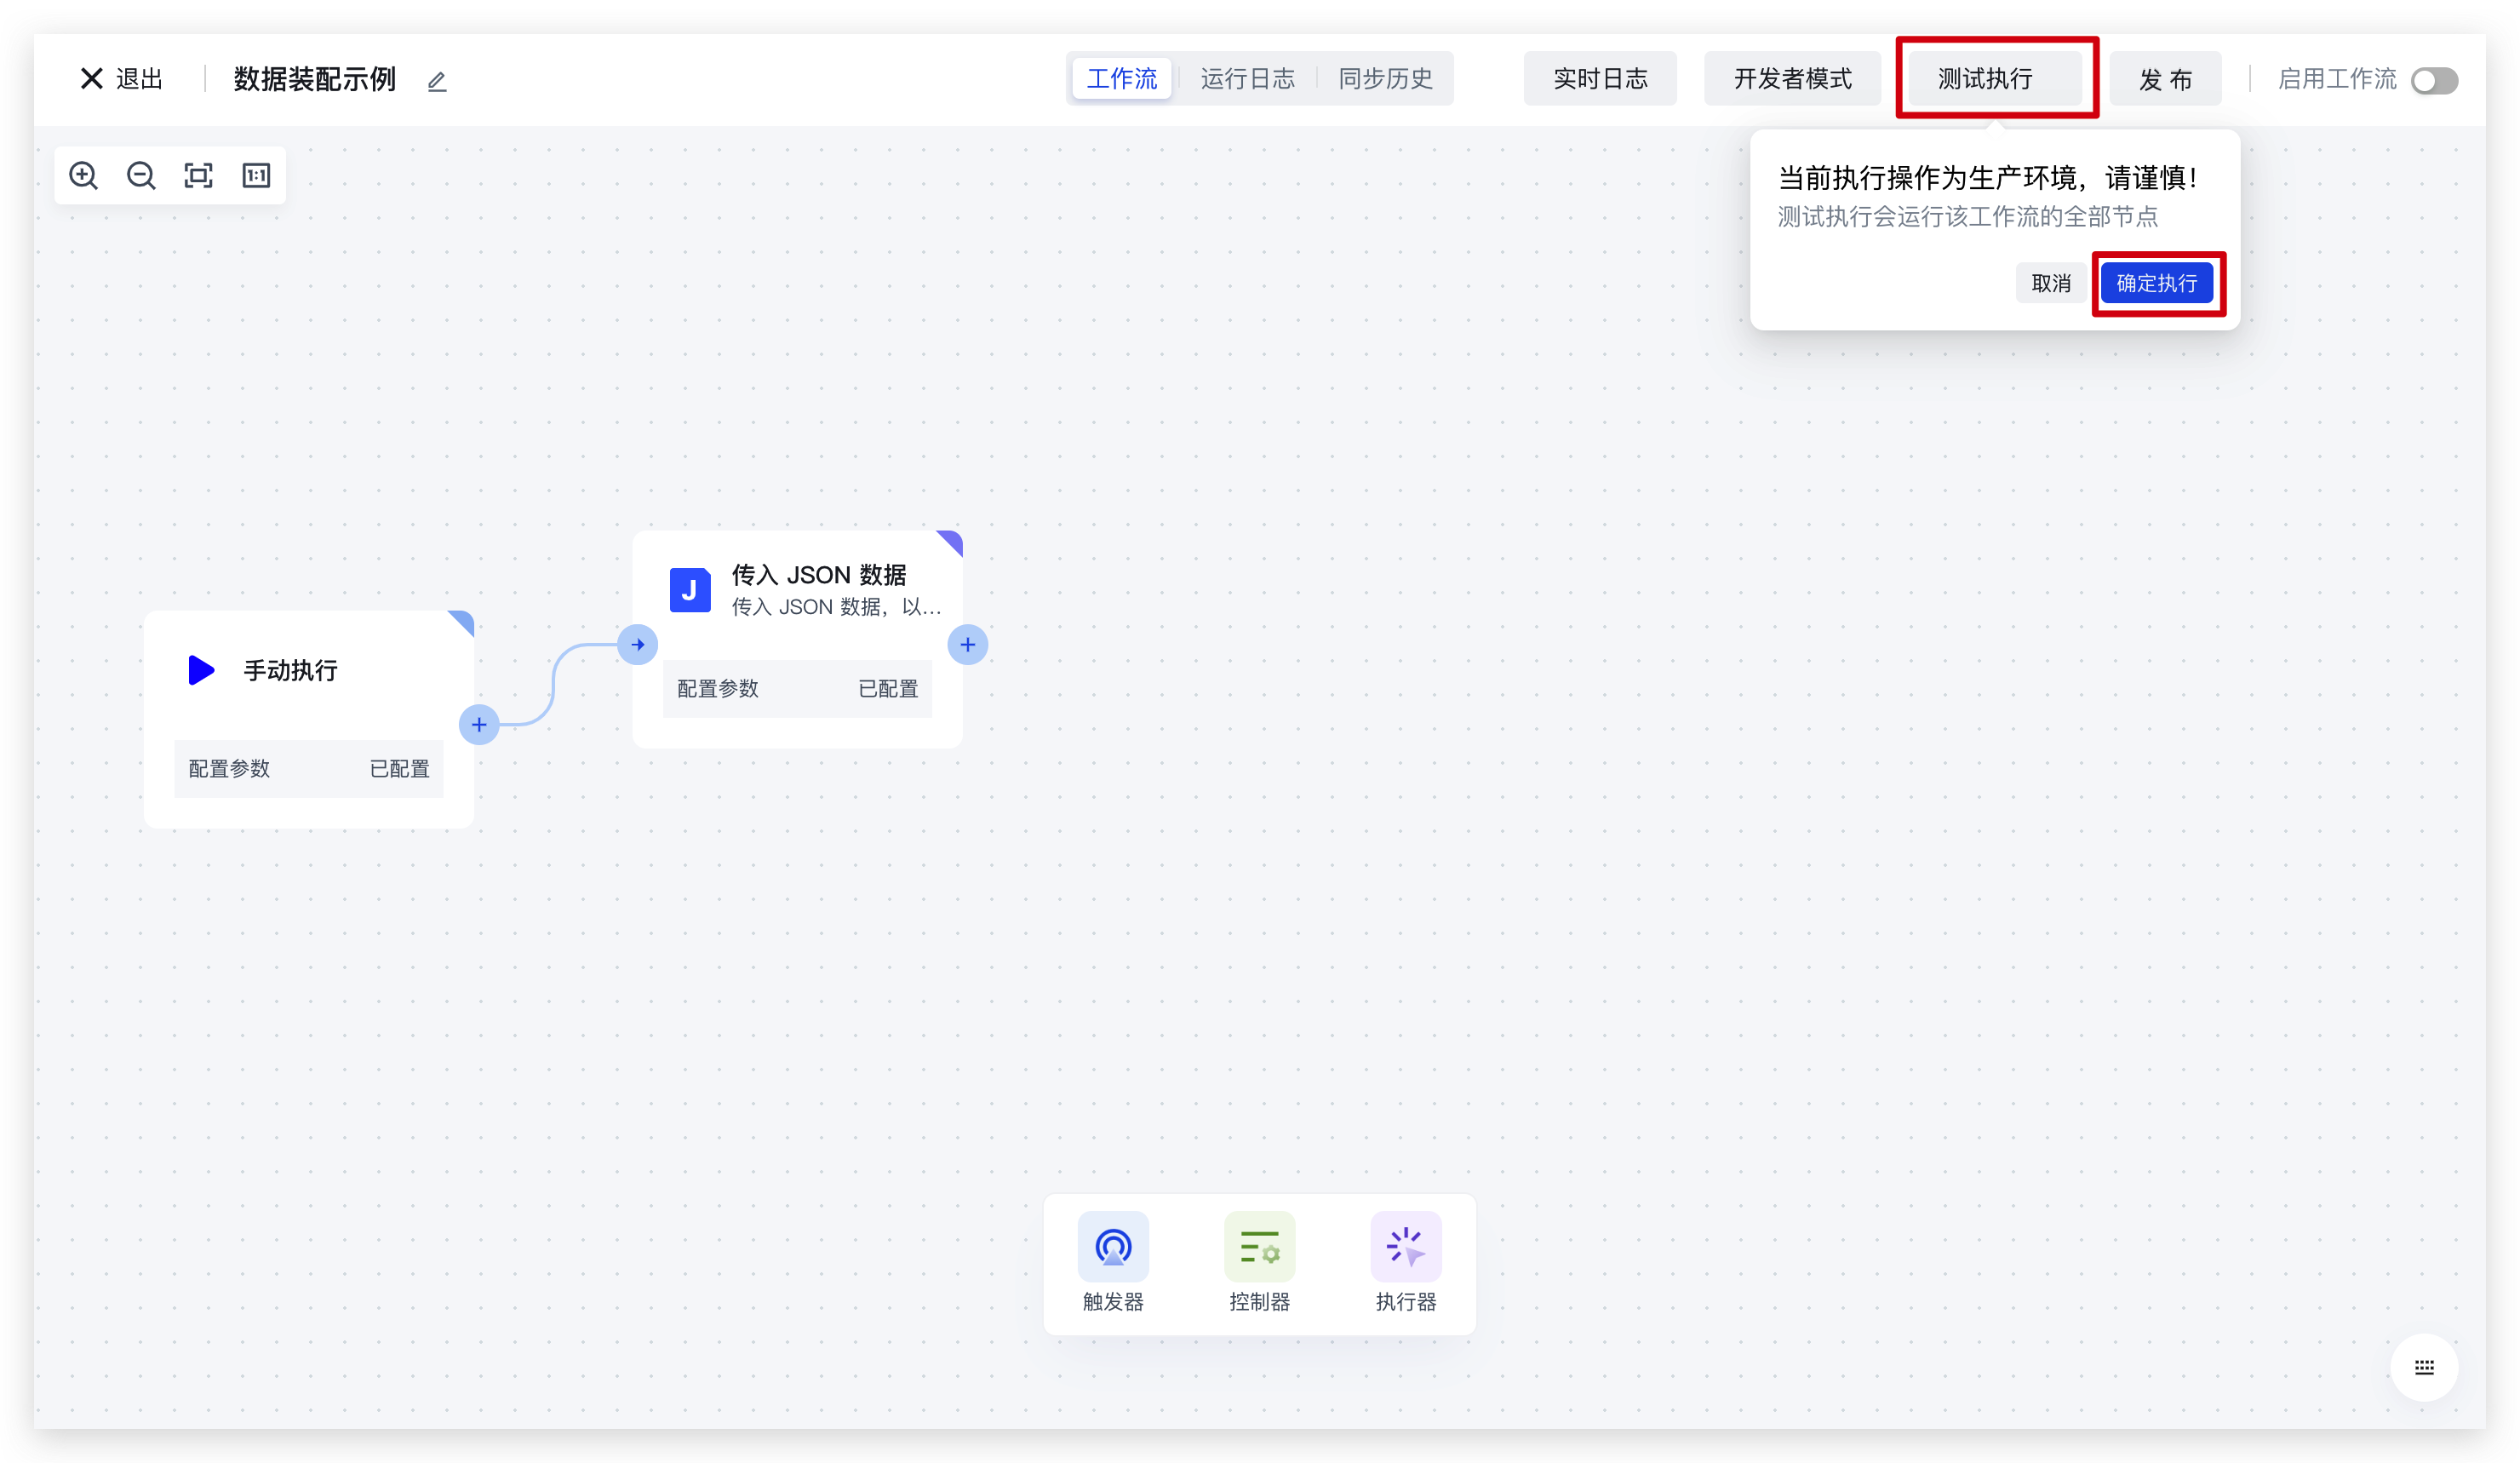 退出
数据装配示例
工作流
运行日志
同步历史
实时日志
开发者模式
测试执行
发 布
启用工作流
1:1
当前执行操作为生产环境，请谨慎！
测试执行会运行该工作流的全部节点
取消
确定执行
J
传入 JSON 数据
传入 JSON 数据，以...
配置参数
已配置
手动执行
配置参数
已配置
触发器
控制器
执行器